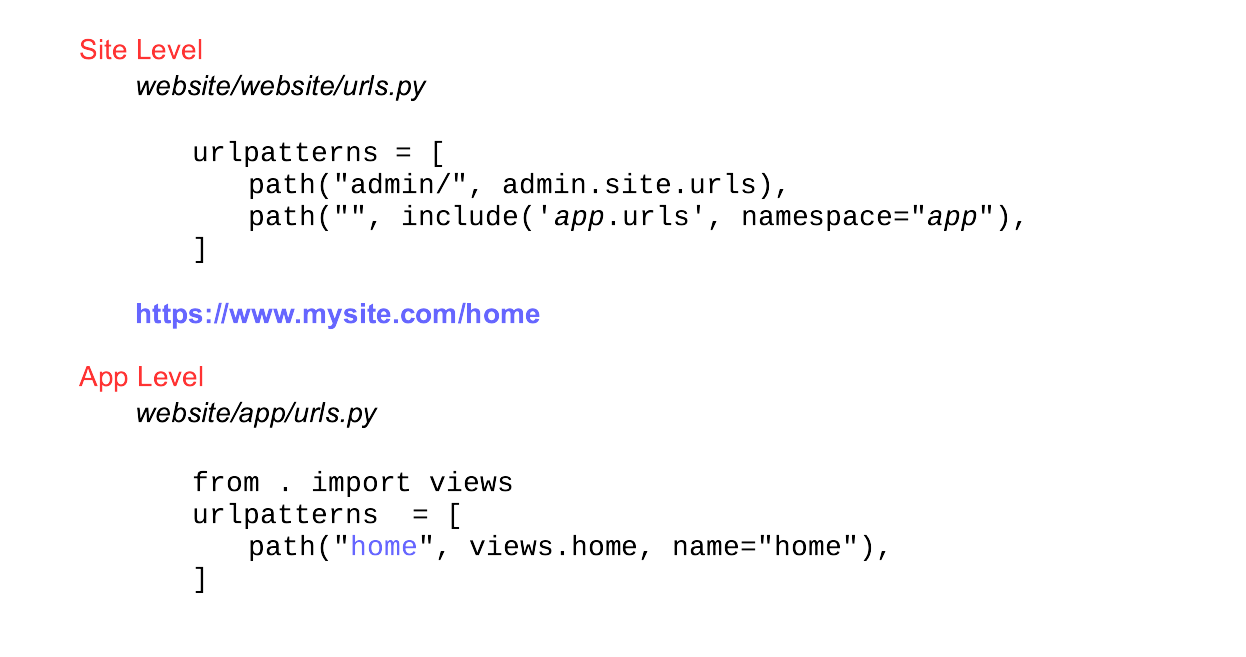 Site Level
website/website/urls.py
urlpatterns = [
path("admin/", admin.site.urls),
path("", include('app.urls', namespace="app"),
]
https://www.mysite.com/home
App Level
website/app/urls.py
from . import views
urlpatterns  = [
path("home", views.home, name="home"),
]